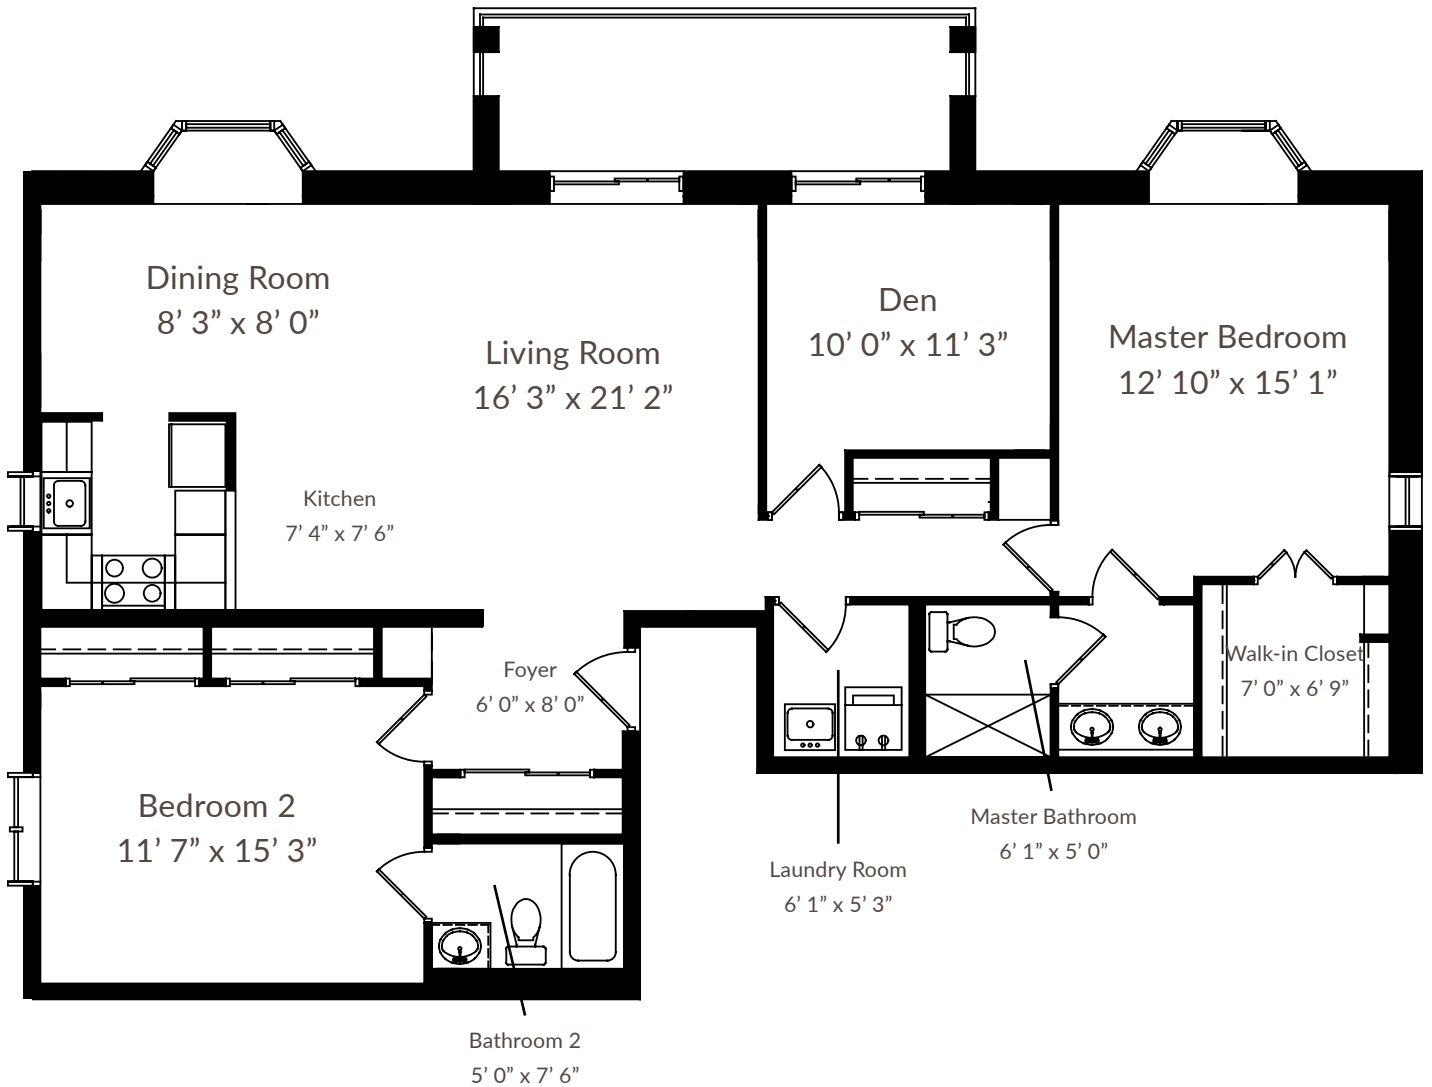 Dining Room
8’ 3” x 8’ 0”
Living Room
16’ 3” x 21’ 2”
Den
10’ 0” x 11’ 3”
Master Bedroom
12’ 10” x 15’ 1”
Kitchen
7’ 4” x 7’ 6”
Foyer
6’ 0” x 8’ 0”
Walk-in Closet
7’ 0” x 6’ 9”
Bedroom 2
11’ 7” x 15’ 3”
Master Bathroom
6’ 1” x 5’ 0”
Laundry Room
6’ 1” x 5’ 3”
Bathroom 2
5’ 0” x 7’ 6”